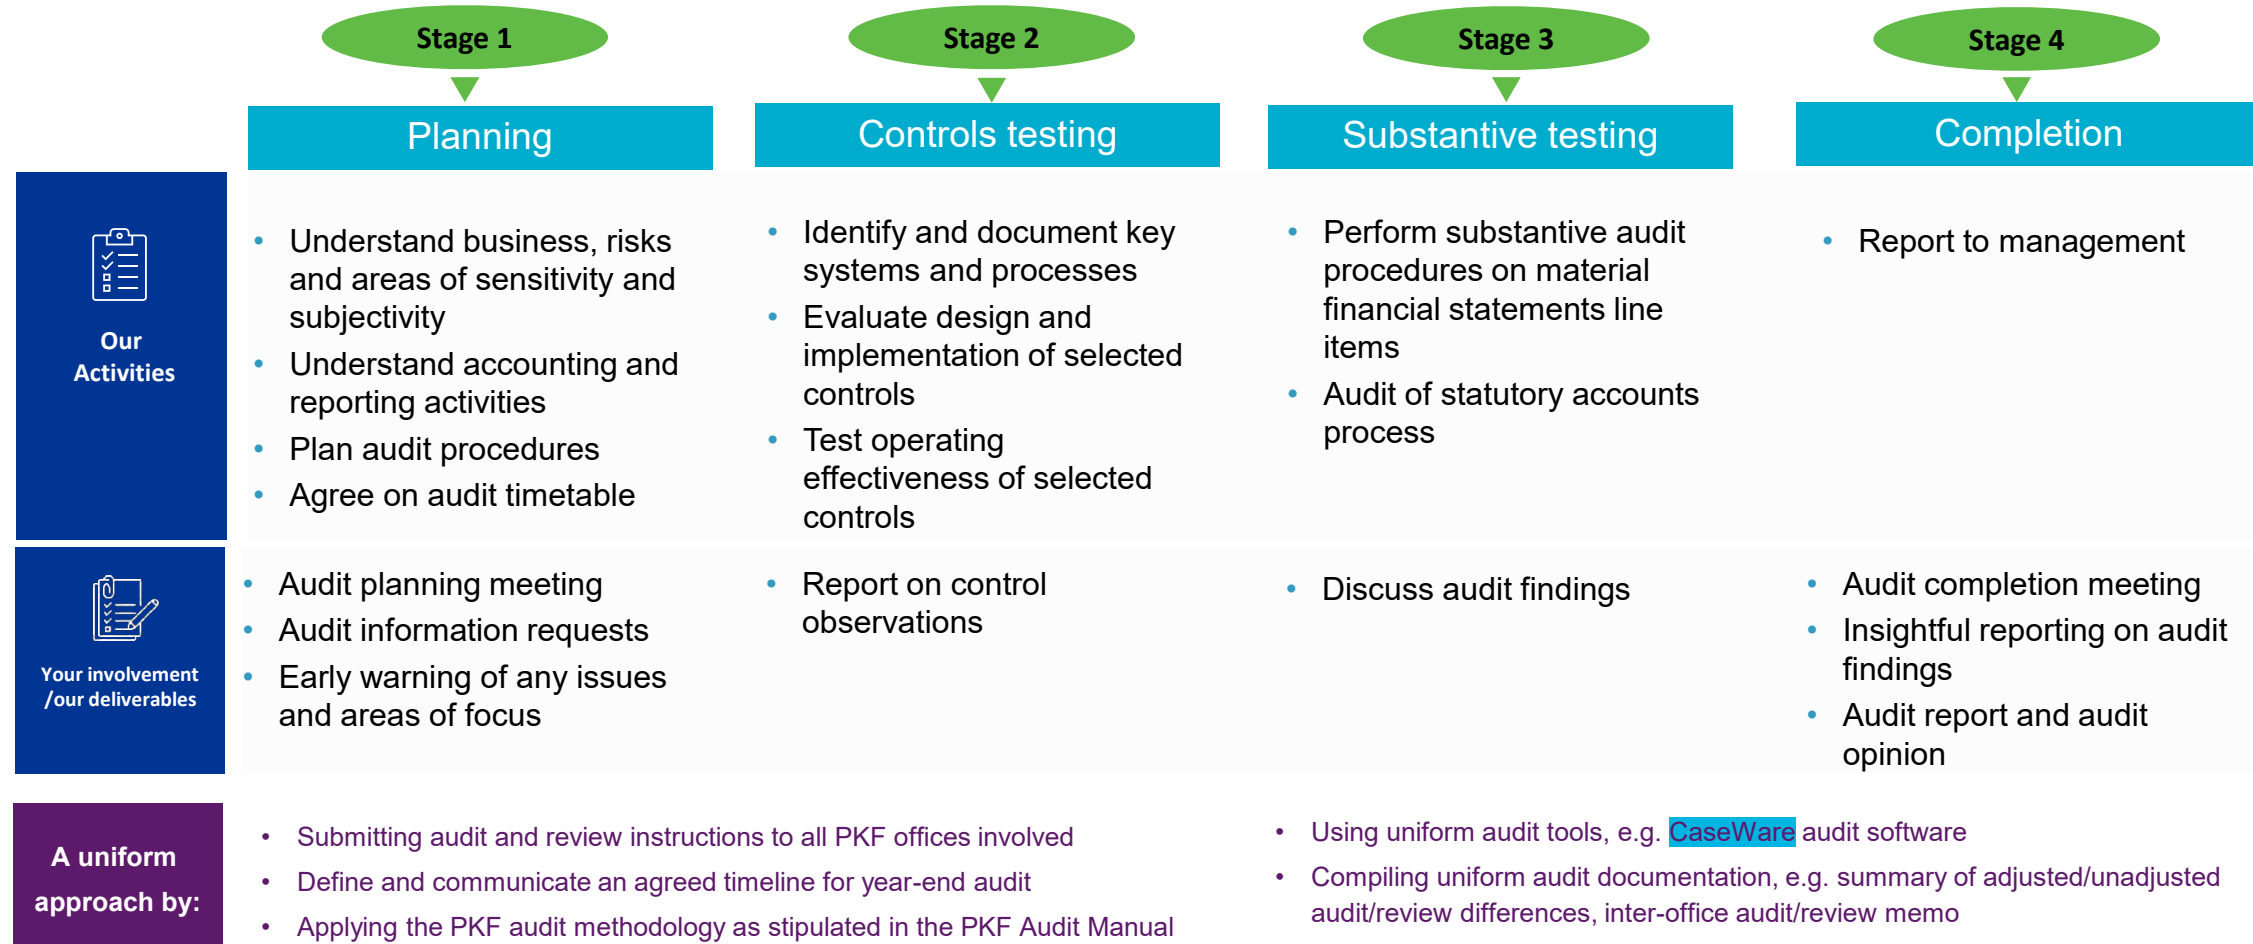 Stage 1
Stage 2
Stage 3
Stage 4
Planning
Controls testing
Substantive testing
Completion
Our
Activities
• Understand business, risks
and areas of sensitivity and
subjectivity
• Understand accounting and
reporting activities
• Plan audit procedures
• Agree on audit timetable
• Identify and document key
systems and processes
• Evaluate design and
implementation of selected
controls
• Test operating
effectiveness of selected
controls
• Perform substantive audit
procedures on material
financial statements line
items
• Audit of statutory accounts
process
• Report to management
Your involvement
/our deliverables
• Audit planning meeting
• Audit information requests
• Early warning of any issues
and areas of focus
• Report on control
observations
• Discuss audit findings
• Audit completion meeting
• Insightful reporting on audit
findings
• Audit report and audit
opinion
A uniform
approach by:
• Submitting audit and review instructions to all PKF offices involved
• Define and communicate an agreed timeline for year-end audit
• Applying the PKF audit methodology as stipulated in the PKF Audit Manual
• Using uniform audit tools, e.g. CaseWare audit software
• Compiling uniform audit documentation, e.g. summary of adjusted/unadjusted
audit/review differences, inter-office audit/review memo